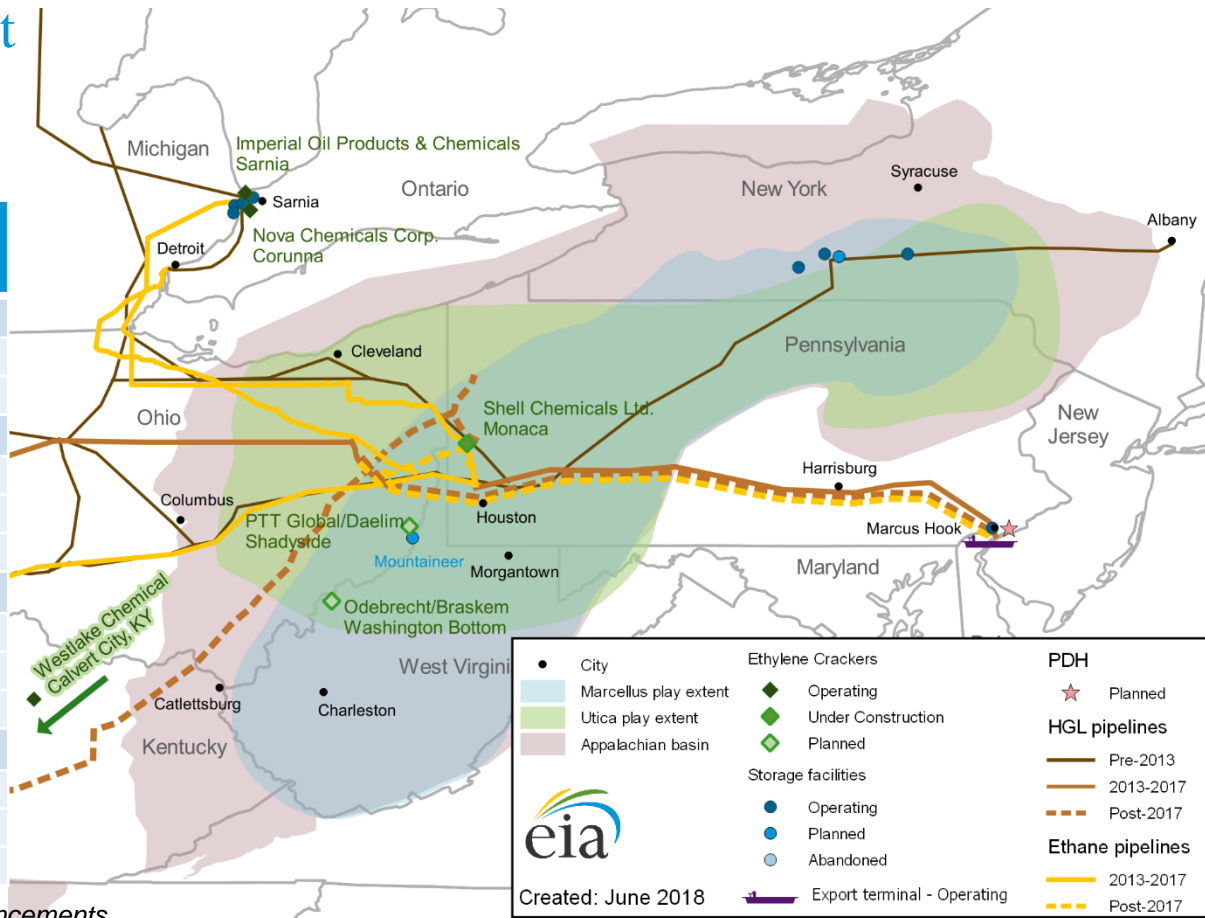 t
Michigan
Imperial Oil Products & Chemicals
Sarnia
Ontario
Sarnia
Nova Chemicals Corp.
Corunna
Detroit
New York
Syracuse
Albany
Cleveland
Pennsylvania
Ohio
Shell Chemicals Ltd.
Monaca
New
Jersey
Harrisburg
Columbus
Houston
Marcus Hook
PTT Global/Daelim
Shadyside
Mountaineer
Morgantown
Maryland
Odebrecht/Braskem
Washington Bottom
Westlake Chemical
Calvert City, KY
West Virgini
Catlettsburg
Charleston
Kentucky
City
Marcellus play extent
Utica play extent
Appalachian basin
eia
Created: June 2018
Ethylene Crackers
Operating
Under Construction
Planned
Storage facilities
Operating
Planned
Abandoned
Export terminal - Operating
PDH
Planned
HGL pipelines
Pre-2013
2013-2017
Post-2017
Ethane pipelines
2013-2017
Post-2017
ncements